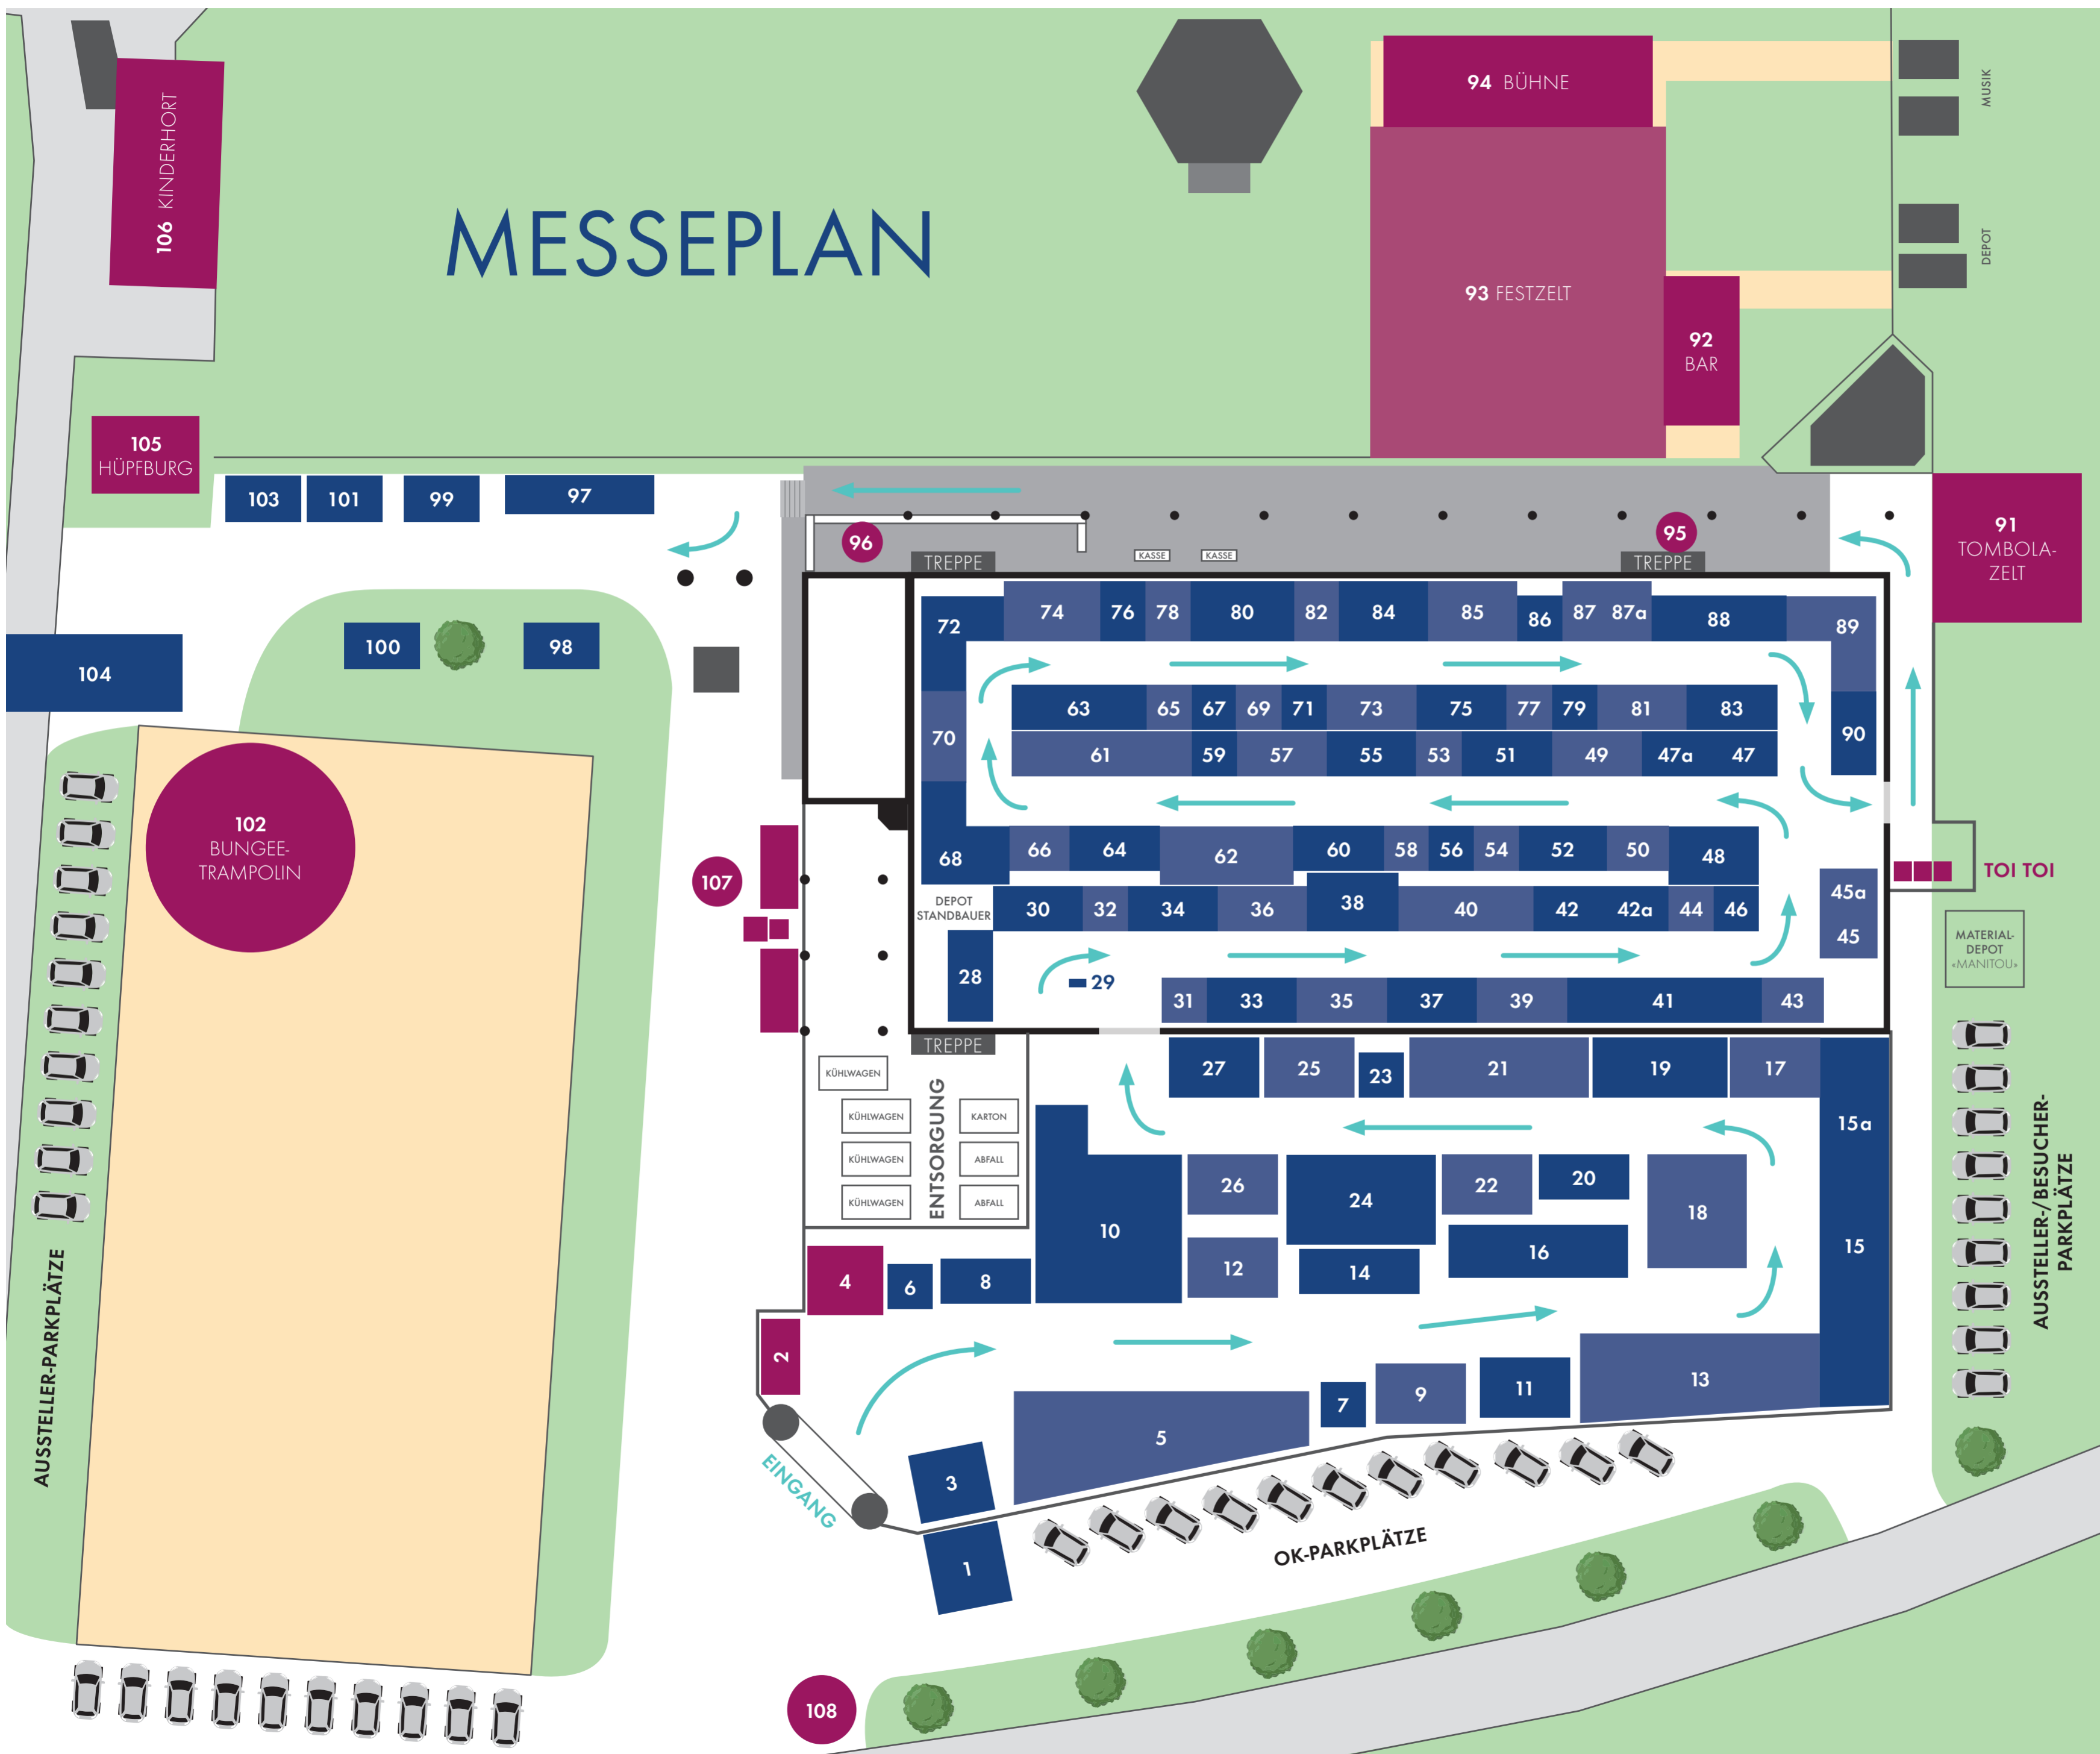 94 BÜHNE
MUSIK
106 KINDERHORT
MESSEPLAN
DEPOT
93 FESTZELT
92
BAR
105
HÜPFBURG
103
101
99
97
91
TOMBOLA-
ZELT
96
95
KASSE
KASSE
TREPPE
TREPPE
104
100
98
72
74
76
78
80
82
84
85
86
87
87a
88
89
63
65
67
69
71
73
75
77
79
81
83
70
90
61
59
57
55
53
51
49
47a
47
102
BUNGEE-
TRAMPOLIN
68
66
64
62
60
58
56
54
52
50
48
107
TOI TOI
45a
45
DEPOT
STANDBAUER
30
32
34
36
38
40
42
42a
44
46
MATERIAL-
DEPOT
«MANITOU»
28
29
31
33
35
37
39
41
43
TREPPE
KÜHLWAGEN
KÜHLWAGEN
KÜHLWAGEN
KÜHLWAGEN
ENTSORGUNG
KARTON
ABFALL
ABFALL
27
25
23
21
19
17
15a
15
10
26
24
22
20
18
12
14
16
AUSSTELLER-/BESUCHER-
PARKPLÄTZE
4
6
8
2
AUSSTELLER-PARKPLÄTZE
13
11
9
7
5
3
EINGANG
1
OK-PARKPLÄTZE
108